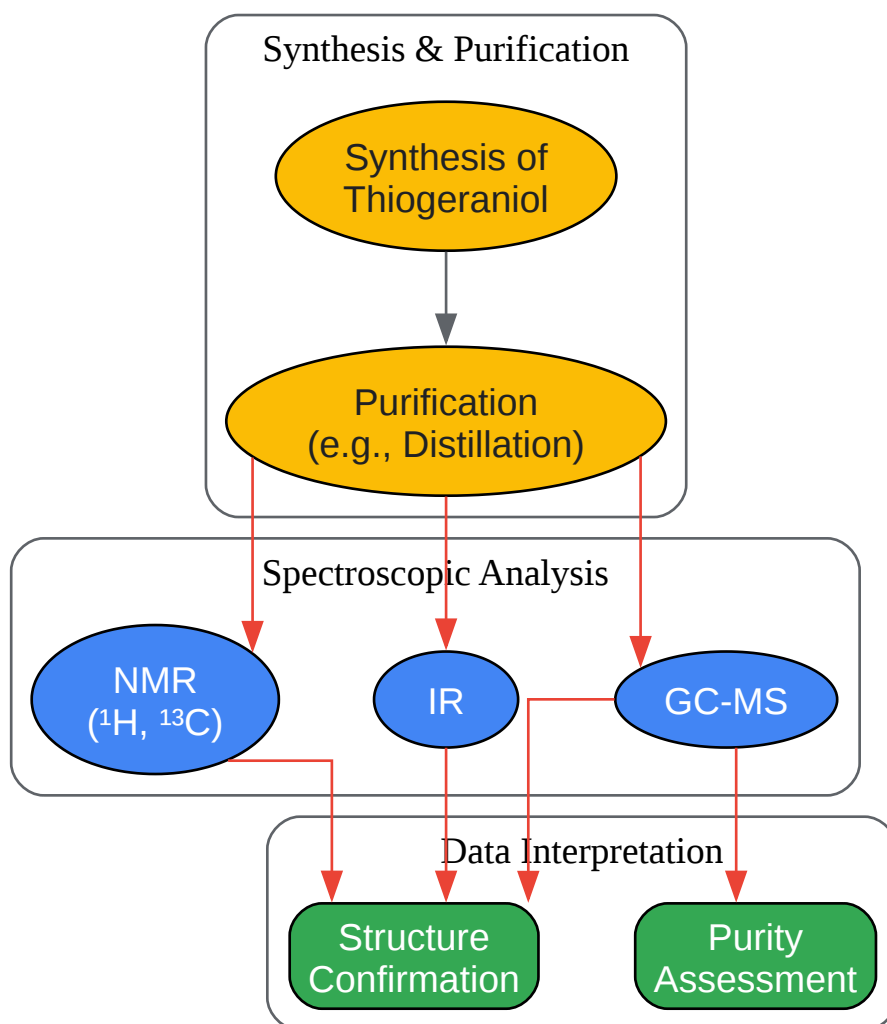 Synthesis & Purification
Synthesis of
Thiogeraniol
Purification
(e.g., Distillation)
Spectroscopic Analysis
NMR
(¹H, ¹³C)
IR
GC-MS
Data Interpretation
Structure
Confirmation
Purity
Assessment